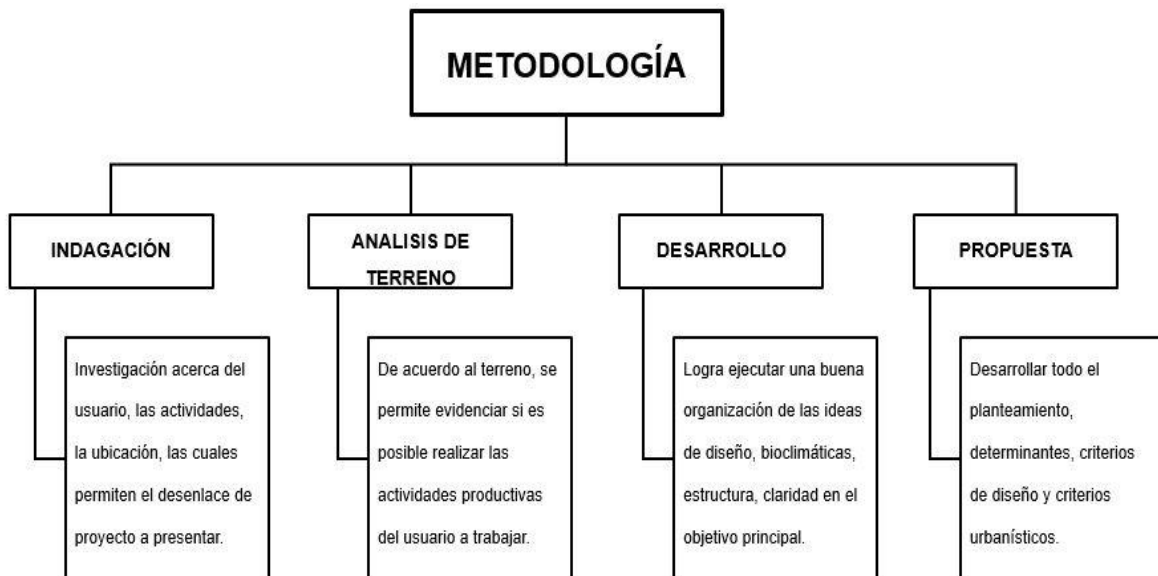 METODOLOGÍA
INDAGACIÓN
Investigación acerca del
usuario, las actividades,
la ubicación, las cuales
permiten el desenlace de
proyecto a presentar.
ANALISIS DE
TERRENO
De acuerdo al terreno, se
permite evidenciar si es
posible realizar las
actividades productivas
del usuario a trabajar.
DESARROLLO
Logra ejecutar una buena
organización de las ideas
de diseño, bioclimáticas,
estructura, claridad en el
objetivo principal.
PROPUESTA
Desarrollar todo el
planteamiento,
determinantes, criterios
de diseño y criterios
urbanísticos.